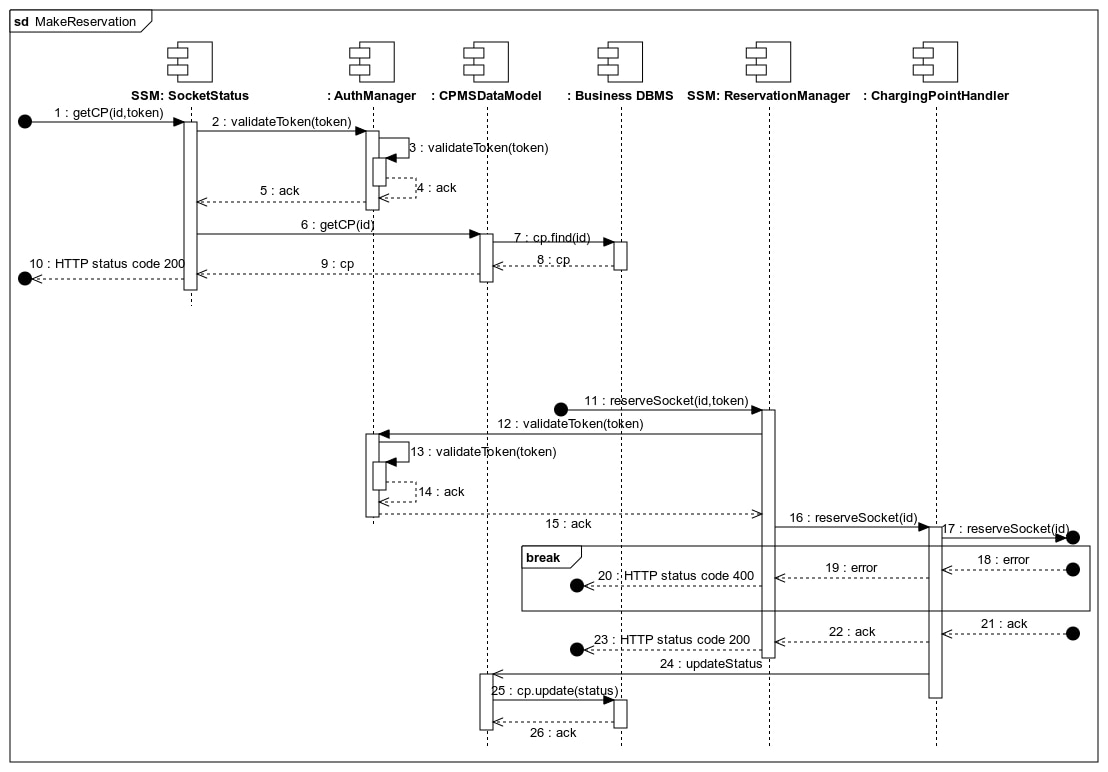 sd MakeReservation
SSM: SocketStatus
: AuthManager
: CPMSDataModel
: Business DBMS
SSM: ReservationManager
: ChargingPointHandler
1 : getCP(id,token)
2 : validateToken(token)
3 : validateToken(token)
4 : ack
5 : ack
6 : getCP(id)
7 : cp.find(id)
8 : cp
9 : cp
10 : HTTP status code 200
11 : reserveSocket(id,token)
12 : validateToken(token)
13 : validateToken(token)
14 : ack
15 : ack
16 : reserveSocket(id)
17 : reserveSocket(id)
break
18 : error
19 : error
20 : HTTP status code 400
21 : ack
22 : ack
23 : HTTP status code 200
24 : updateStatus
25 : cp.update(status)
26 : ack